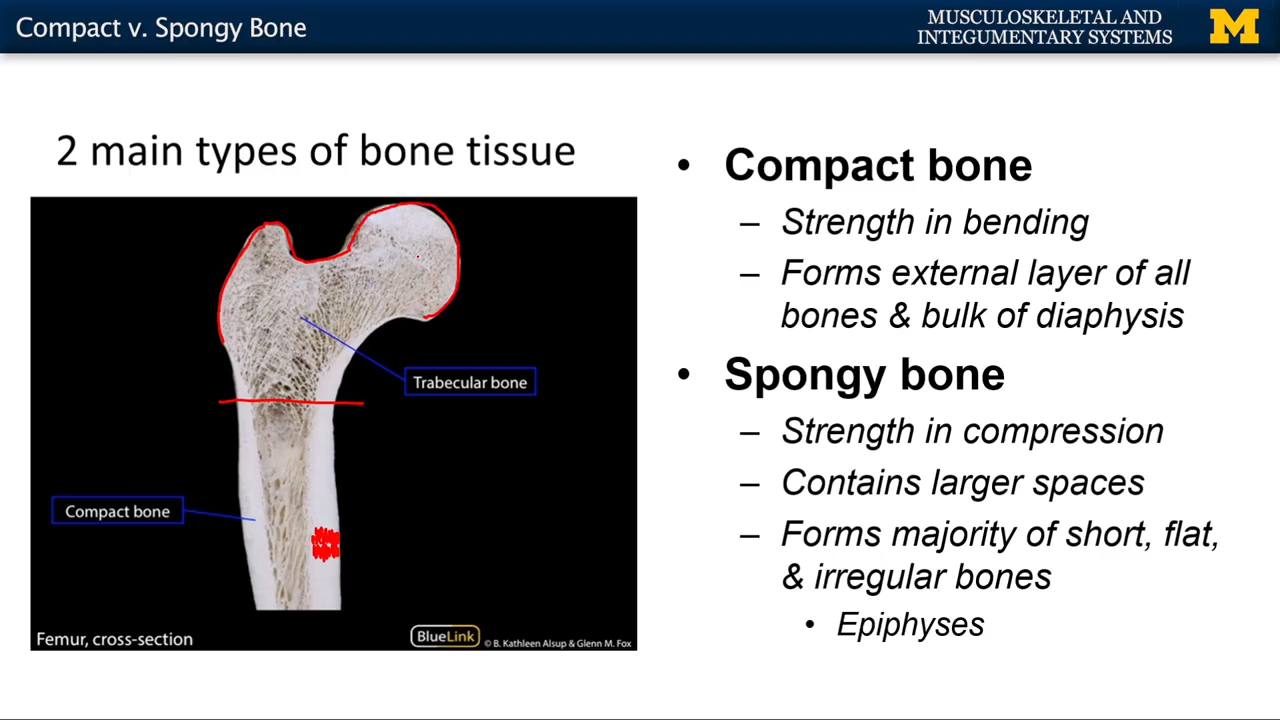 Compact v. Spongy Bone
MUSCULOSKELETAL AND
INTEGUMENTARY SYSTEMS
M
2 main types of bone tissue
Trabecular bone
Compact bone
Femur, cross-section
BlueLink
© B. Kathleen Alsup & Glenn M. Fox
• Compact bone
– Strength in bending
– Forms external layer of all
bones & bulk of diaphysis
• Spongy bone
– Strength in compression
– Contains larger spaces
– Forms majority of short, flat,
& irregular bones
• Epiphyses